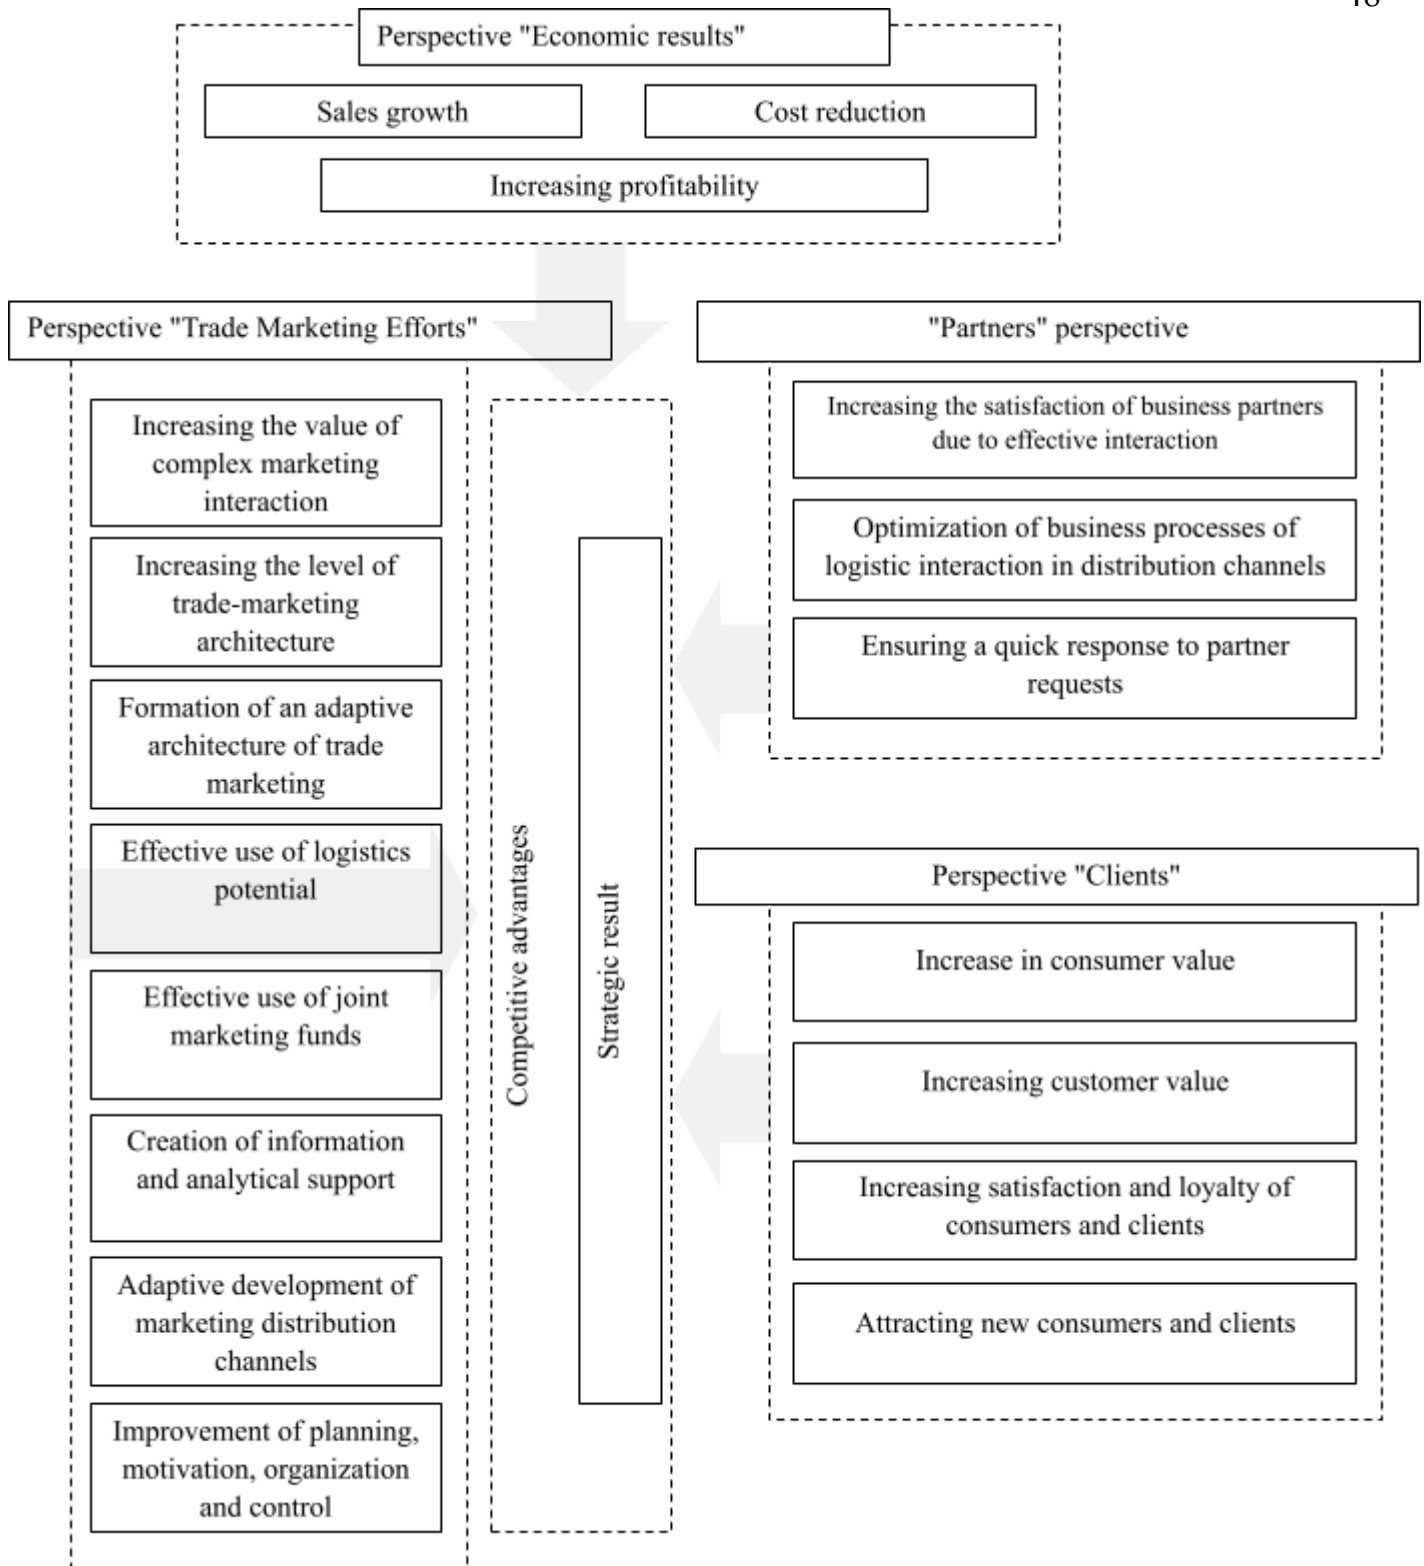 Perspective "Economic results"
Sales growth
Cost reduction
Increasing profitability
Perspective "Trade Marketing Efforts"
Increasing the value of
complex marketing
interaction
Increasing the level of
trade-marketing
architecture
Formation of an adaptive
architecture of trade
marketing
Effective use of logistics
potential
Effective use of joint
marketing funds
Creation of information
and analytical support
Adaptive development of
marketing distribution
channels
Improvement of planning,
motivation, organization
and control
Competitive advantages
Strategic result
"Partners" perspective
Increasing the satisfaction of business partners
due to effective interaction
Optimization of business processes of
logistic interaction in distribution channels
Ensuring a quick response to partner
requests
Perspective "Clients"
Increase in consumer value
Increasing customer value
Increasing satisfaction and loyalty of
consumers and clients
Attracting new consumers and clients